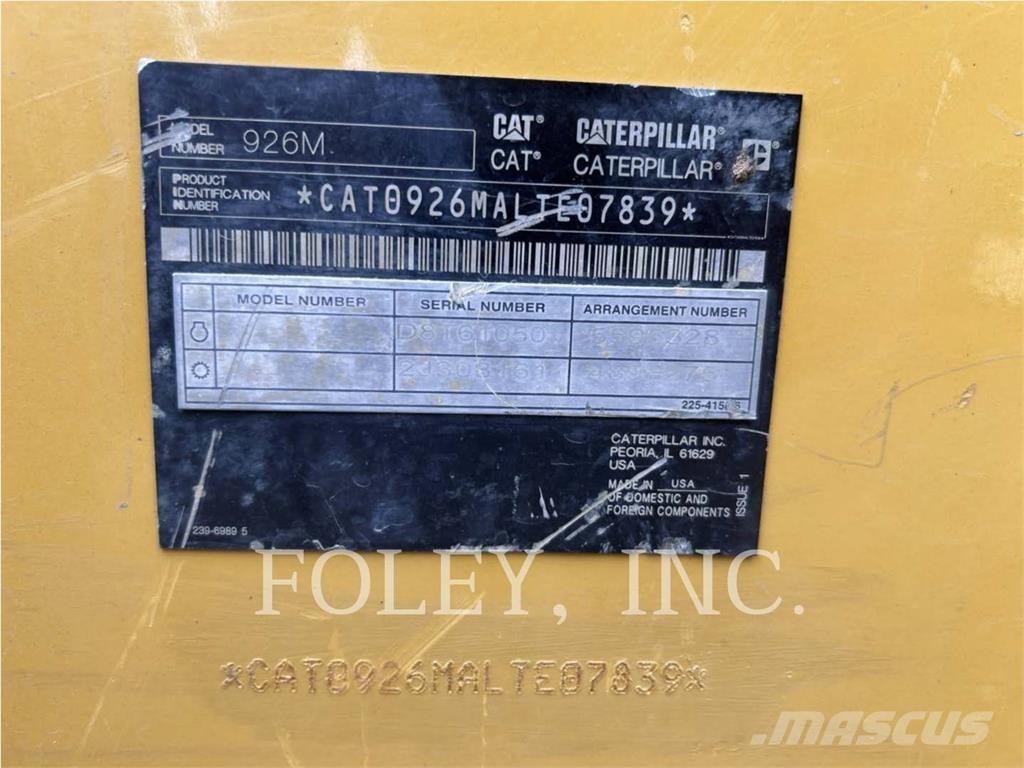 MODEL NUMBER 926M
CAT® CATERPILLAR®
CAT® CATERPILLAR®
PRODUCT IDENTIFICATION NUMBER *CAT0926MALTE07839*
MODEL NUMBER SERIAL NUMBER ARRANGEMENT NUMBER
225-415
CATERPILLAR INC.
PEORIA, IL 61629
USA
MADE IN USA
OF DOMESTIC AND
FOREIGN COMPONENTS
ISSUE 1
239-6989 5
FOLEY, INC.
*CAT0926MALTE07839*
MASCUS